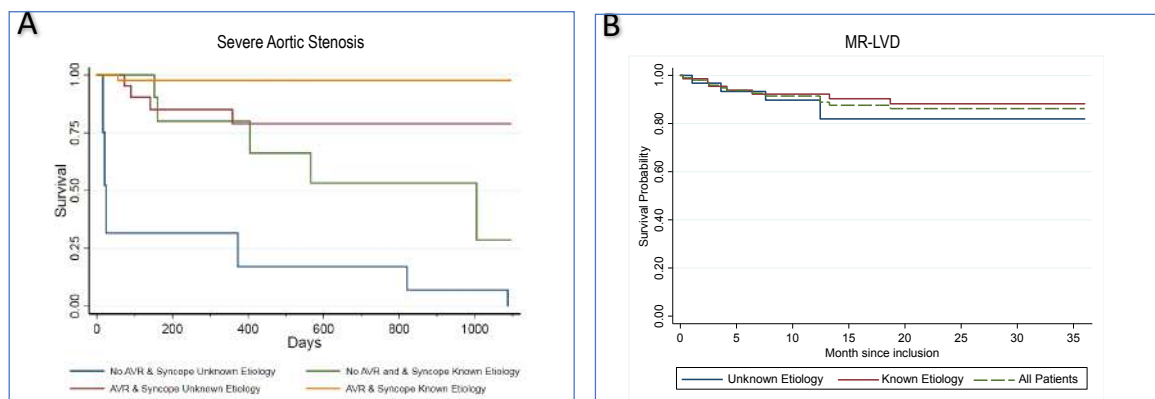 A
Severe Aortic Stenosis
1.00
0.75
0.50
0.25
0.00
Survival
0 200 400 600 800 1000
Days
No AVR & Syncope Unknown Etiology
No AVR and & Syncope Known Etiology
AVR & Syncope Unknown Etiology
AVR & Syncope Known Etiology
B
MR-LVD
1.00
0.80
0.60
0.40
0.20
0.00
Survival Probability
0 5 10 15 20 25 30 35
Month since inclusion
Unknown Etiology Known Etiology All Patients